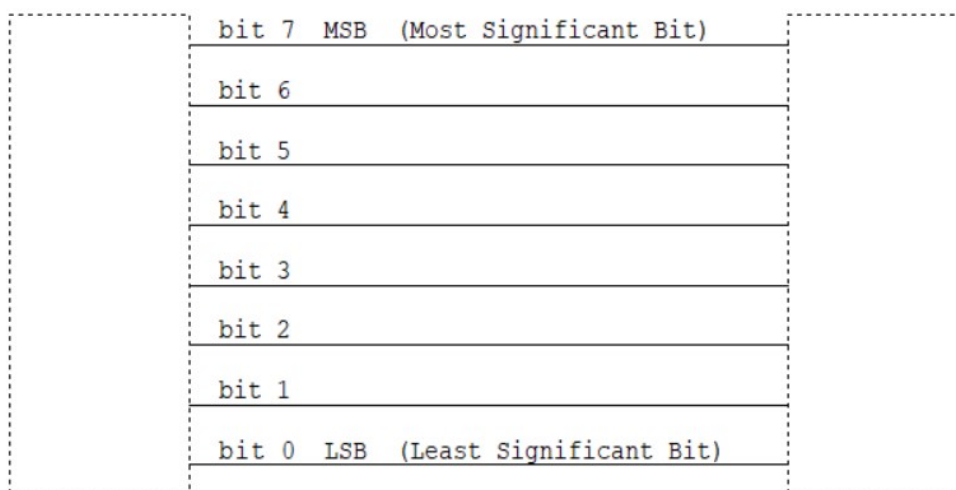 bit 7 MSB (Most Significant Bit)
bit 6
bit 5
bit 4
bit 3
bit 2
bit 1
bit 0 LSB (Least Significant Bit)